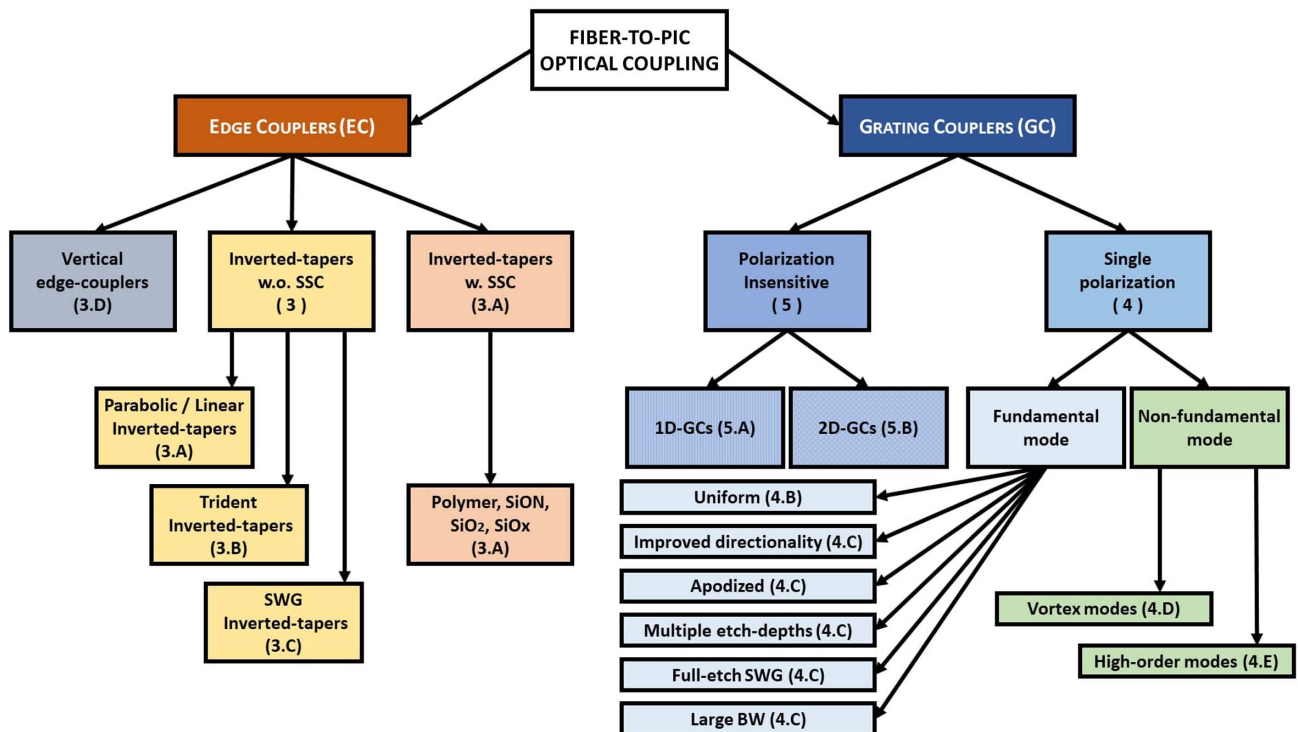 FIBER-TO-PIC
OPTICAL COUPLING
EDGE COUPLERS (EC)
GRATING COUPLERS (GC)
Vertical
edge-couplers
(3.D)
Inverted-tapers
w.o. SSC
( 3 )
Inverted-tapers
w. SSC
(3.A)
Polarization
Insensitive
( 5 )
Single
polarization
( 4 )
Parabolic / Linear
Inverted-tapers
(3.A)
Trident
Inverted-tapers
(3.B)
SWG
Inverted-tapers
(3.C)
Polymer, SiON,
SiO₂, SiOx
(3.A)
1D-GCs (5.A)
2D-GCs (5.B)
Fundamental
mode
Non-fundamental
mode
Uniform (4.B)
Improved directionality (4.C)
Apodized (4.C)
Multiple etch-depths (4.C)
Full-etch SWG (4.C)
Large BW (4.C)
Vortex modes (4.D)
High-order modes (4.E)